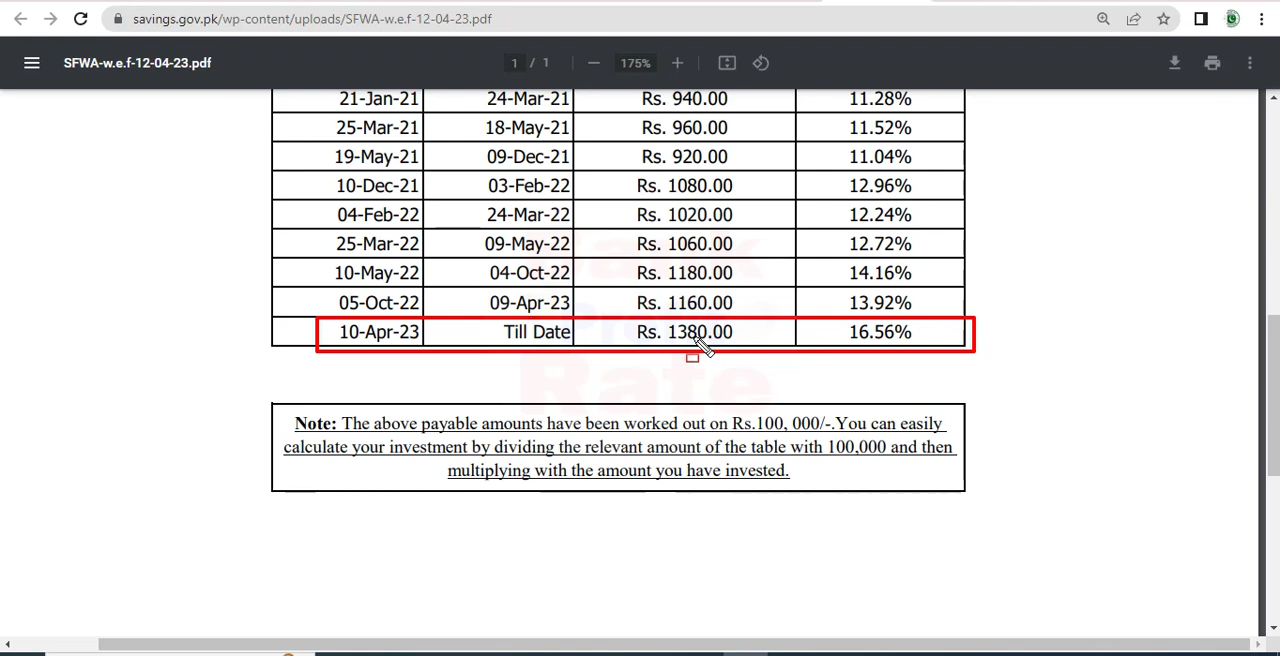 savings.gov.pk/wp-content/uploads/SFWA-w.e.f-12-04-23.pdf
SFWA-w.e.f-12-04-23.pdf
1 / 1
175%
21-Jan-21 24-Mar-21 Rs. 940.00 11.28%
25-Mar-21 18-May-21 Rs. 960.00 11.52%
19-May-21 09-Dec-21 Rs. 920.00 11.04%
10-Dec-21 03-Feb-22 Rs. 1080.00 12.96%
04-Feb-22 24-Mar-22 Rs. 1020.00 12.24%
25-Mar-22 09-May-22 Rs. 1060.00 12.72%
10-May-22 04-Oct-22 Rs. 1180.00 14.16%
05-Oct-22 09-Apr-23 Rs. 1160.00 13.92%
10-Apr-23 Till Date Rs. 1380.00 16.56%
Bank
Rate
Note: The above payable amounts have been worked out on Rs.100, 000/-.You can easily
calculate your investment by dividing the relevant amount of the table with 100,000 and then
multiplying with the amount you have invested.